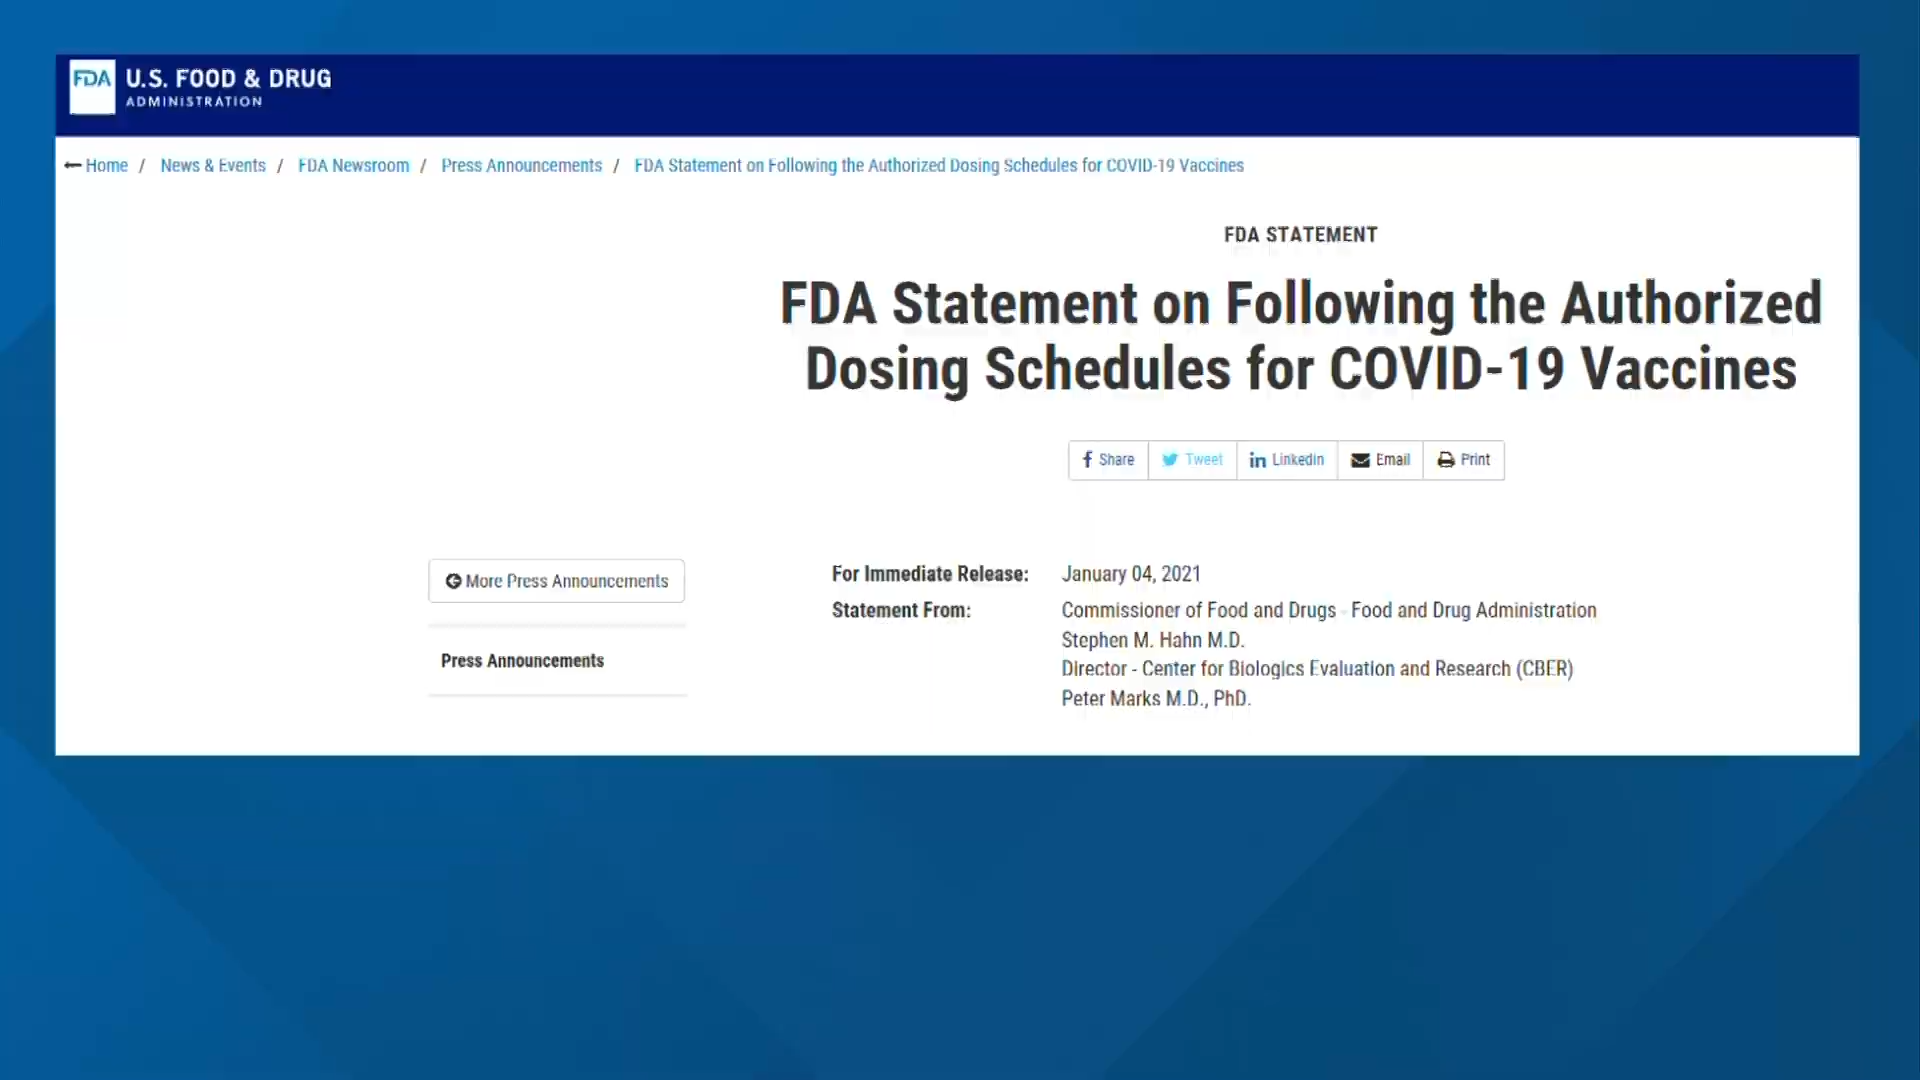 FDA U.S. FOOD & DRUG
ADMINISTRATION
Home / News & Events / FDA Newsroom / Press Announcements / FDA Statement on Following the Authorized Dosing Schedules for COVID-19 Vaccines
FDA STATEMENT
FDA Statement on Following the Authorized
Dosing Schedules for COVID-19 Vaccines
Share Tweet Linkedin Email Print
More Press Announcements
Press Announcements
For Immediate Release: January 04, 2021
Statement From: Commissioner of Food and Drugs - Food and Drug Administration
Stephen M. Hahn M.D.
Director - Center for Biologics Evaluation and Research (CBER)
Peter Marks M.D., PhD.